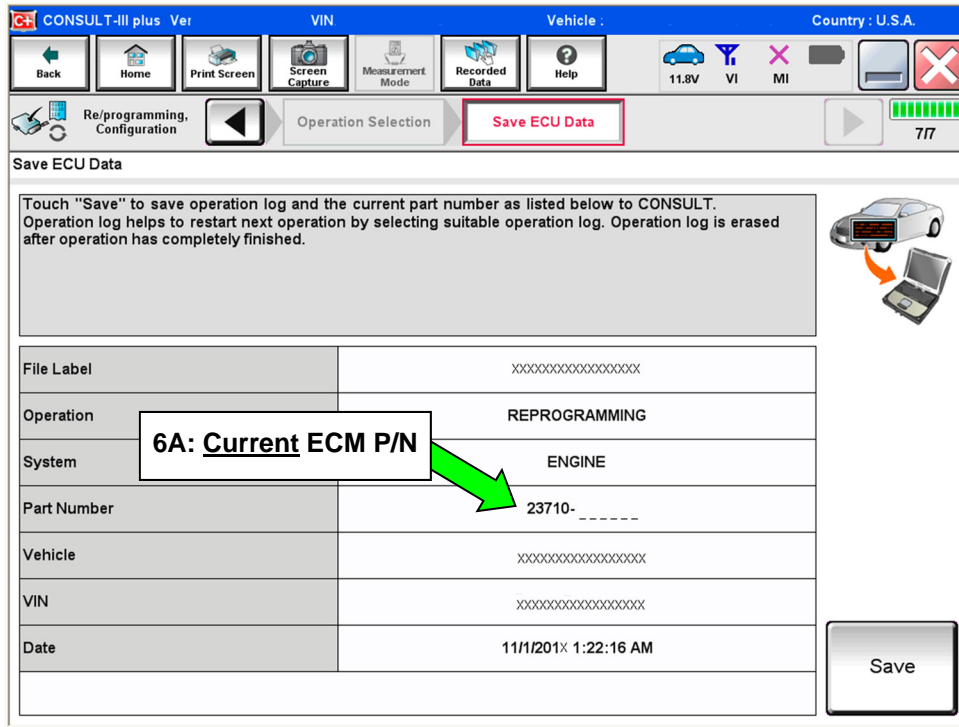 C+ CONSULT-III plus Ver VIN Vehicle : Country : U.S.A.
Back Home Print Screen Screen Capture Measurement Mode Recorded Data Help 11.8V VI MI
Re/programming, Configuration Operation Selection Save ECU Data 7/7
Save ECU Data
Touch "Save" to save operation log and the current part number as listed below to CONSULT.
Operation log helps to restart next operation by selecting suitable operation log. Operation log is erased
after operation has completely finished.
File Label XXXXXXXXXXXXXXXXX
Operation REPROGRAMMING
6A: Current ECM P/N
System ENGINE
Part Number 23710- _ _ _ _ _ _
Vehicle XXXXXXXXXXXXXXXXX
VIN XXXXXXXXXXXXXXXXX
Date 11/1/201X 1:22:16 AM
Save